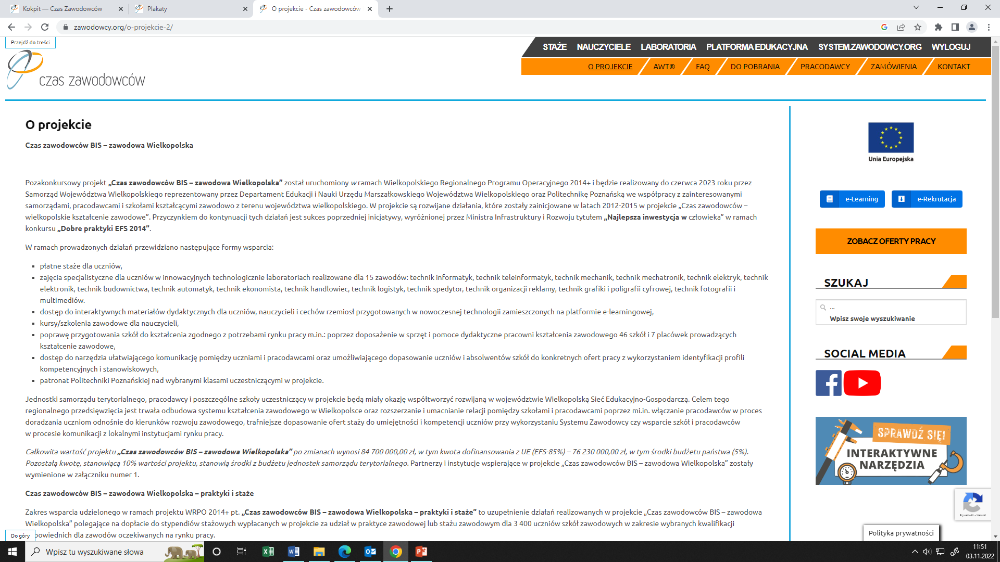 Kokpit — Czas Zawodowców
Plakaty
O projekcie - Czas zawodowców
zawodowcy.org/o-projekcie-2/
Przejdź do treści
czas zawodowców
STAŻE NAUCZYCIELE LABORATORIA PLATFORMA EDUKACYJNA SYSTEM.ZAWODOWCY.ORG WYLOGUJ
O PROJEKCIE AWT® FAQ DO POBRANIA PRACODAWCY ZAMÓWIENIA KONTAKT
O projekcie
Czas zawodowców BIS – zawodowa Wielkopolska
Pozakonkursowy projekt „Czas zawodowców BIS – zawodowa Wielkopolska” został uruchomiony w ramach Wielkopolskiego Regionalnego Programu Operacyjnego 2014+ i będzie realizowany do czerwca 2023 roku przez
Samorząd Województwa Wielkopolskiego reprezentowany przez Departament Edukacji i Nauki Urzędu Marszałkowskiego Województwa Wielkopolskiego oraz Politechnikę Poznańską we współpracy z zainteresowanymi
samorządami, pracodawcami i szkołami kształcącymi zawodowo z terenu województwa wielkopolskiego. W projekcie są rozwijane działania, które zostały zainicjowane w latach 2012-2015 w projekcie „Czas zawodowców –
wielkopolskie kształcenie zawodowe”. Przyczynkiem do kontynuacji tych działań jest sukces poprzedniej inicjatywy, wyróżnionej przez Ministra Infrastruktury i Rozwoju tytułem „Najlepsza inwestycja w człowieka” w ramach
konkursu „Dobre praktyki EFS 2014”.
W ramach prowadzonych działań przewidziano następujące formy wsparcia:
płatne staże dla uczniów,
zajęcia specjalistyczne dla uczniów w innowacyjnych technologicznie laboratoriach realizowane dla 15 zawodów: technik informatyk, technik teleinformatyk, technik mechanik, technik mechatronik, technik elektryk, technik
elektronik, technik budownictwa, technik automatyk, technik ekonomista, technik handlowiec, technik logistyk, technik spedytor, technik organizacji reklamy, technik grafiki i poligrafii cyfrowej, technik fotografii i
multimediów.
dostęp do interaktywnych materiałów dydaktycznych dla uczniów, nauczycieli i cechów rzemiosł przygotowanych w nowoczesnej technologii zamieszczonych na platformie e-learningowej,
kursy/szkolenia zawodowe dla nauczycieli,
poprawę przygotowania szkół do kształcenia zgodnego z potrzebami rynku pracy m.in.: poprzez doposażenie w sprzęt i pomoce dydaktyczne pracowni kształcenia zawodowego 46 szkół i 7 placówek prowadzących
kształcenie zawodowe,
dostęp do narzędzia ułatwiającego komunikację pomiędzy uczniami i pracodawcami oraz umożliwiającego dopasowanie uczniów i absolwentów szkół do konkretnych ofert pracy z wykorzystaniem identyfikacji profili
kompetencyjnych i stanowiskowych,
patronat Politechniki Poznańskiej nad wybranymi klasami uczestniczącymi w projekcie.
Jednostki samorządu terytorialnego, pracodawcy i poszczególne szkoły uczestniczący w projekcie będą miały okazję współtworzyć rozwijaną w województwie Wielkopolską Sieć Edukacyjno-Gospodarczą. Celem tego
regionalnego przedsięwzięcia jest trwała odbudowa systemu kształcenia zawodowego w Wielkopolsce oraz rozszerzanie i umacnianie relacji pomiędzy szkołami i pracodawcami poprzez mi.in. włączanie pracodawców w proces
doradzania uczniom odnośnie do kierunków rozwoju zawodowego, trafniejsze dopasowanie ofert staży do umiejętności i kompetencji uczniów przy wykorzystaniu Systemu Zawodowcy czy wsparcie szkół i pracodawców
w procesie komunikacji z lokalnymi instytucjami rynku pracy.
Całkowita wartość projektu „Czas zawodowców BIS – zawodowa Wielkopolska” po zmianach wynosi 84 700 000,00 zł, w tym kwota dofinansowania z UE (EFS-85%) – 76 230 000,00 zł, w tym środki budżetu państwa (5%).
Pozostałą kwotę, stanowiącą 10% wartości projektu, stanowią środki z budżetu jednostek samorządu terytorialnego. Partnerzy i instytucje wspierające w projekcie „Czas zawodowców BIS – zawodowa Wielkopolska” zostały
wymienione w załączniku numer 1.
Czas zawodowców BIS – zawodowa Wielkopolska – praktyki i staże
Zakres wsparcia udzielonego w ramach projektu WRPO 2014+ pt. „Czas zawodowców BIS – zawodowa Wielkopolska – praktyki i staże” to uzupełnienie działań realizowanych w projekcie „Czas zawodowców BIS – zawodowa
Wielkopolska” polegające na dopłacie do stypendiów stażowych wypłacanych w projekcie za udział w praktyce zawodowej lub stażu zawodowym dla 3 400 uczniów szkół zawodowych w zakresie wybranych kwalifikacji
powiednich dla zawodów oczekiwanych na rynku pracy.
Do góry
Unia Europejska
e-Learning e-Rekrutacja
ZOBACZ OFERTY PRACY
SZUKAJ
...
Wpisz swoje wyszukiwanie
SOCIAL MEDIA
SPRAWDŹ SIĘ!
INTERAKTYWNE
NARZĘDZIA
Prywatność - Warunki
Polityka prywatności
Wpisz tu wyszukiwane słowa
11:51
03.11.2022